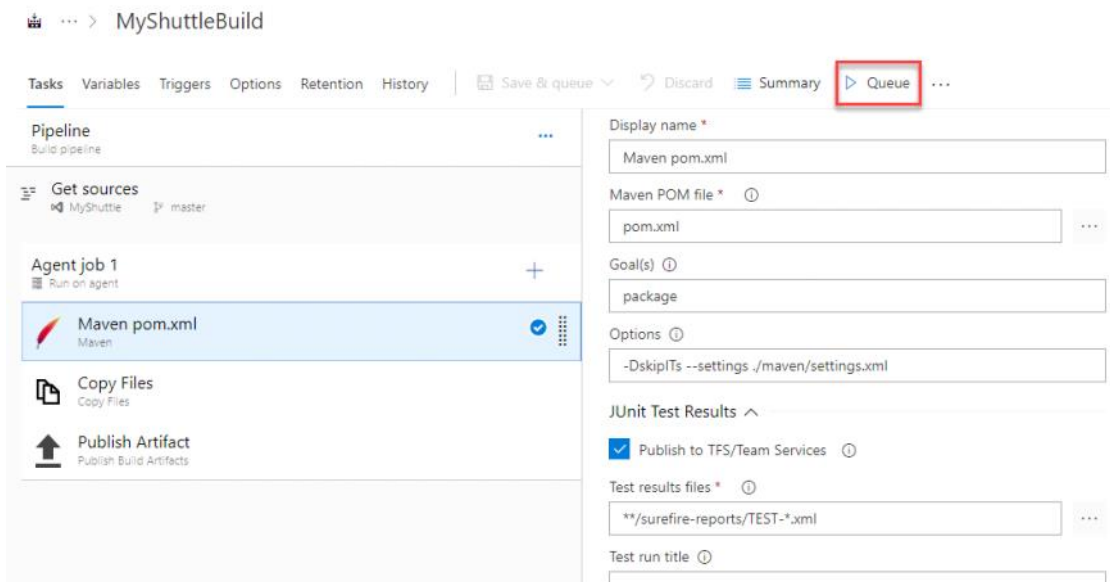 ··· > MyShuttleBuild
Tasks Variables Triggers Options Retention History Save & queue Discard Summary Queue ...
Pipeline
Build pipeline
Get sources
MyShuttle master
Agent job 1
Run on agent
Maven pom.xml
Maven
Copy Files
Copy Files
Publish Artifact
Publish Build Artifacts
Display name *
Maven pom.xml
Maven POM file *
pom.xml
Goal(s)
package
Options
-DskipITs --settings ./maven/settings.xml
JUnit Test Results
Publish to TFS/Team Services
Test results files *
**/surefire-reports/TEST-*.xml
Test run title